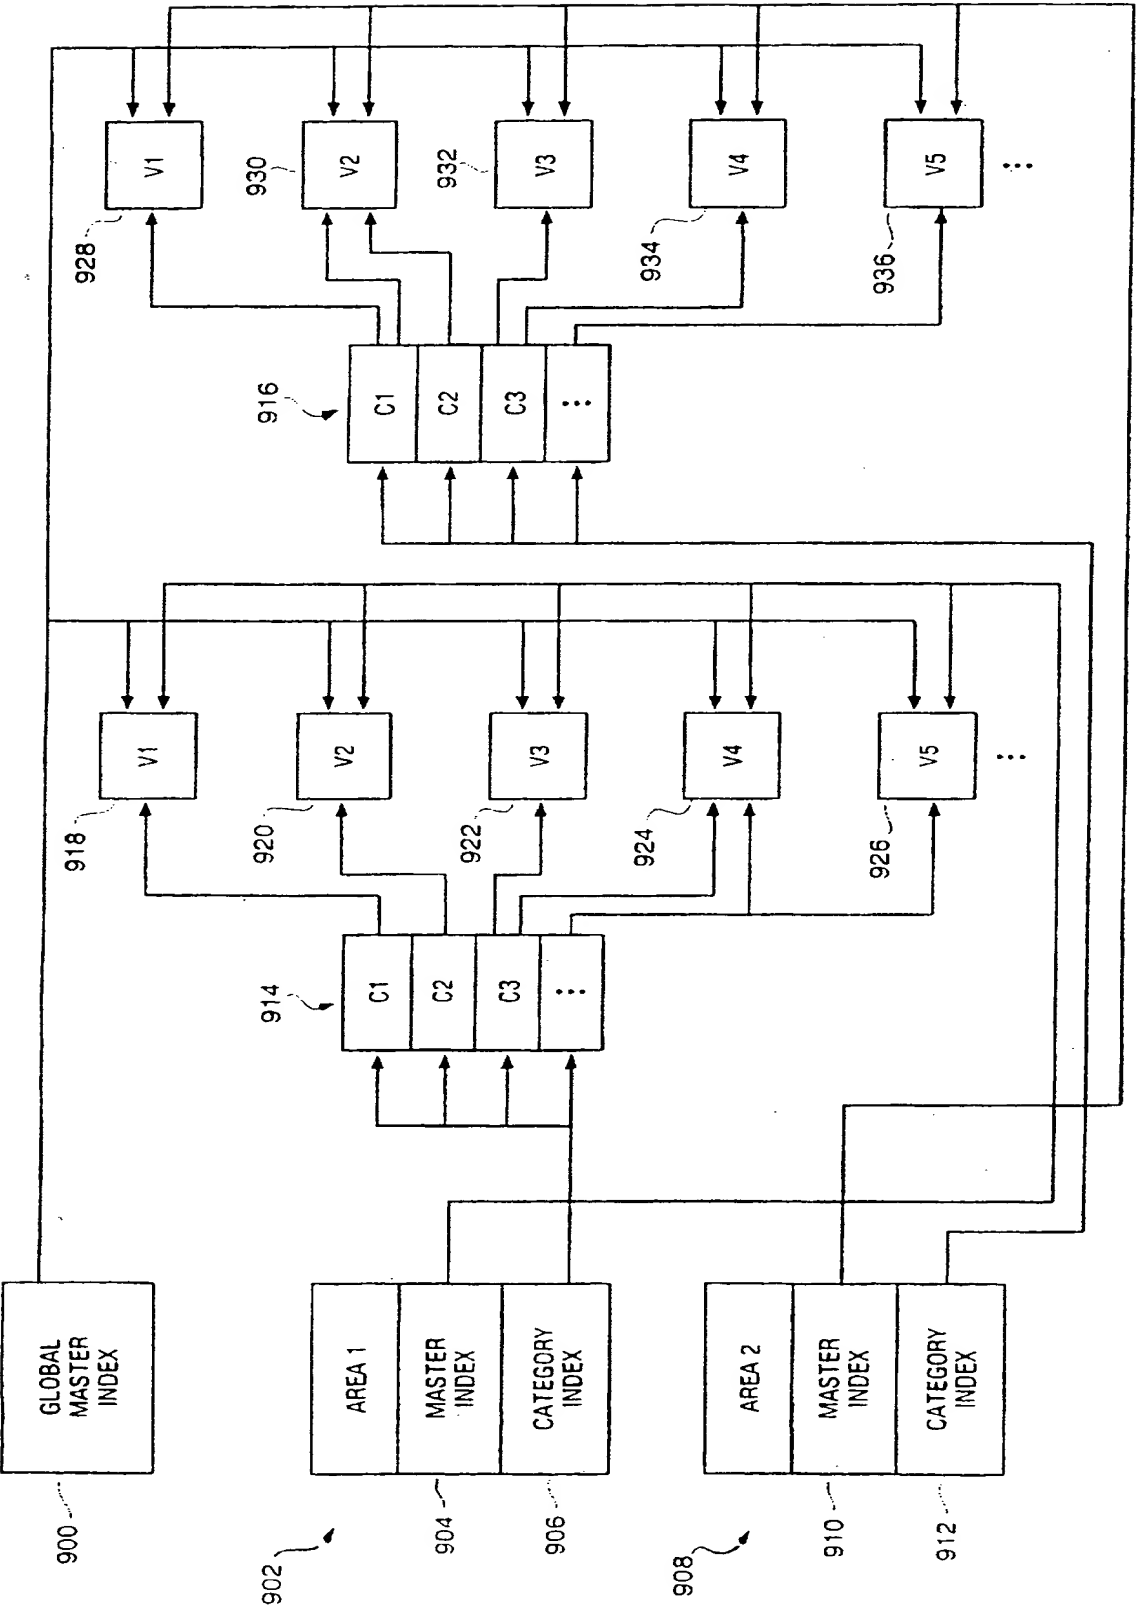 GLOBAL
MASTER
INDEX
900
902
AREA 1
MASTER
INDEX
904
CATEGORY
INDEX
906
908
AREA 2
MASTER
INDEX
910
CATEGORY
INDEX
912
914
C1
C2
C3
...
918
V1
920
V2
922
V3
924
V4
926
V5
...
916
C1
C2
C3
...
928
V1
930
V2
932
V3
934
V4
936
V5
...